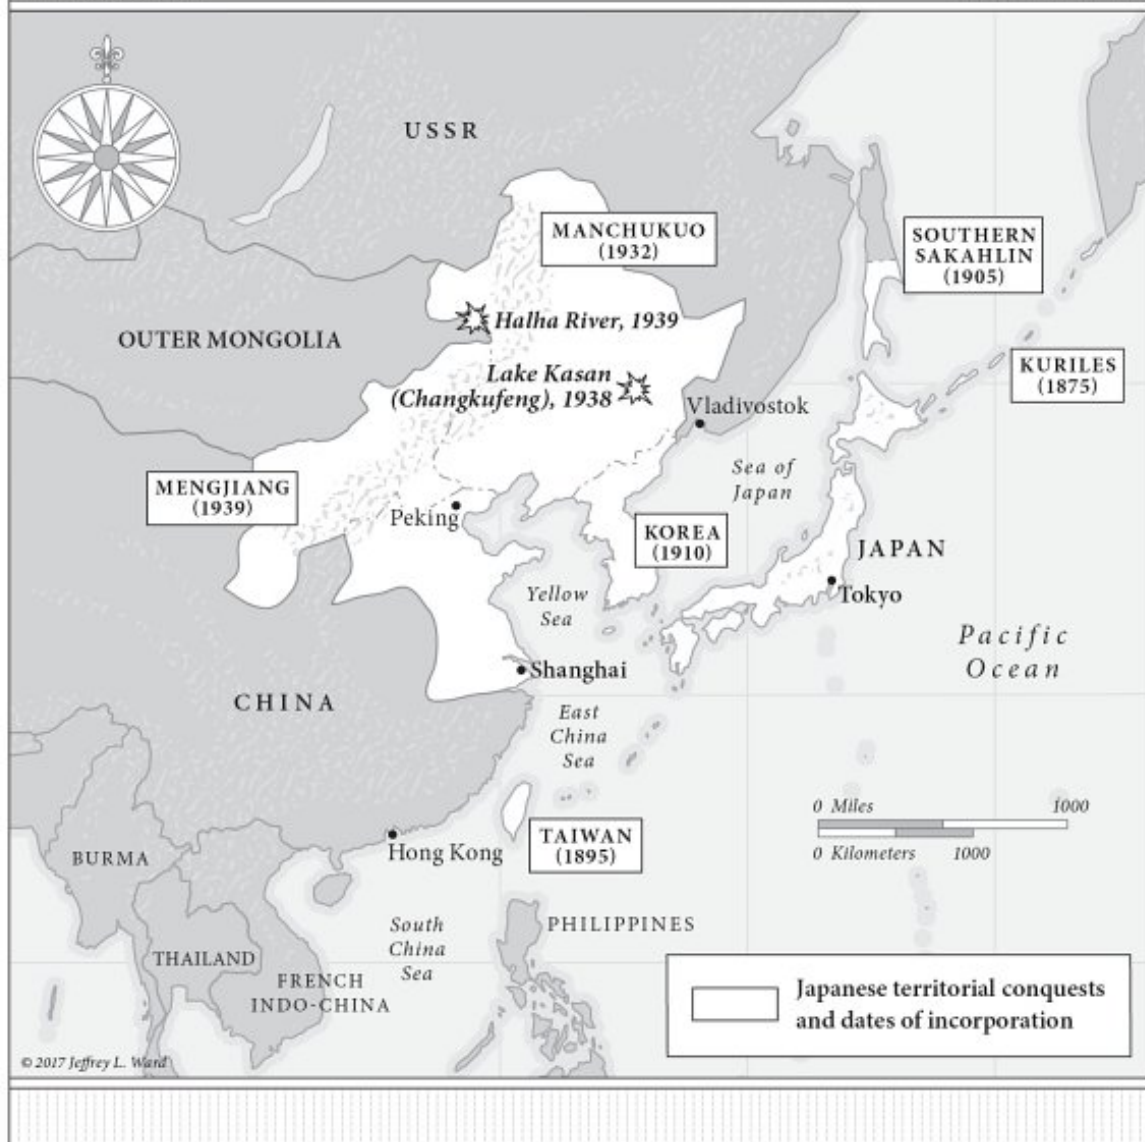 USSR
MANCHUKUO
(1932)
SOUTHERN
SAKAHLIN
(1905)
OUTER MONGOLIA
Halha River, 1939
Lake Kasan
(Changkufeng), 1938
KURILES
(1875)
Vladivostok
Sea of
Japan
MENGJIANG
(1939)
Peking
KOREA
(1910)
JAPAN
Tokyo
Yellow
Sea
Pacific
Ocean
Shanghai
CHINA
East
China
Sea
0 Miles 1000
0 Kilometers 1000
TAIWAN
(1895)
Hong Kong
BURMA
South
China
Sea
PHILIPPINES
THAILAND
FRENCH
INDO-CHINA
Japanese territorial conquests
and dates of incorporation
© 2017 Jeffrey L. Ward